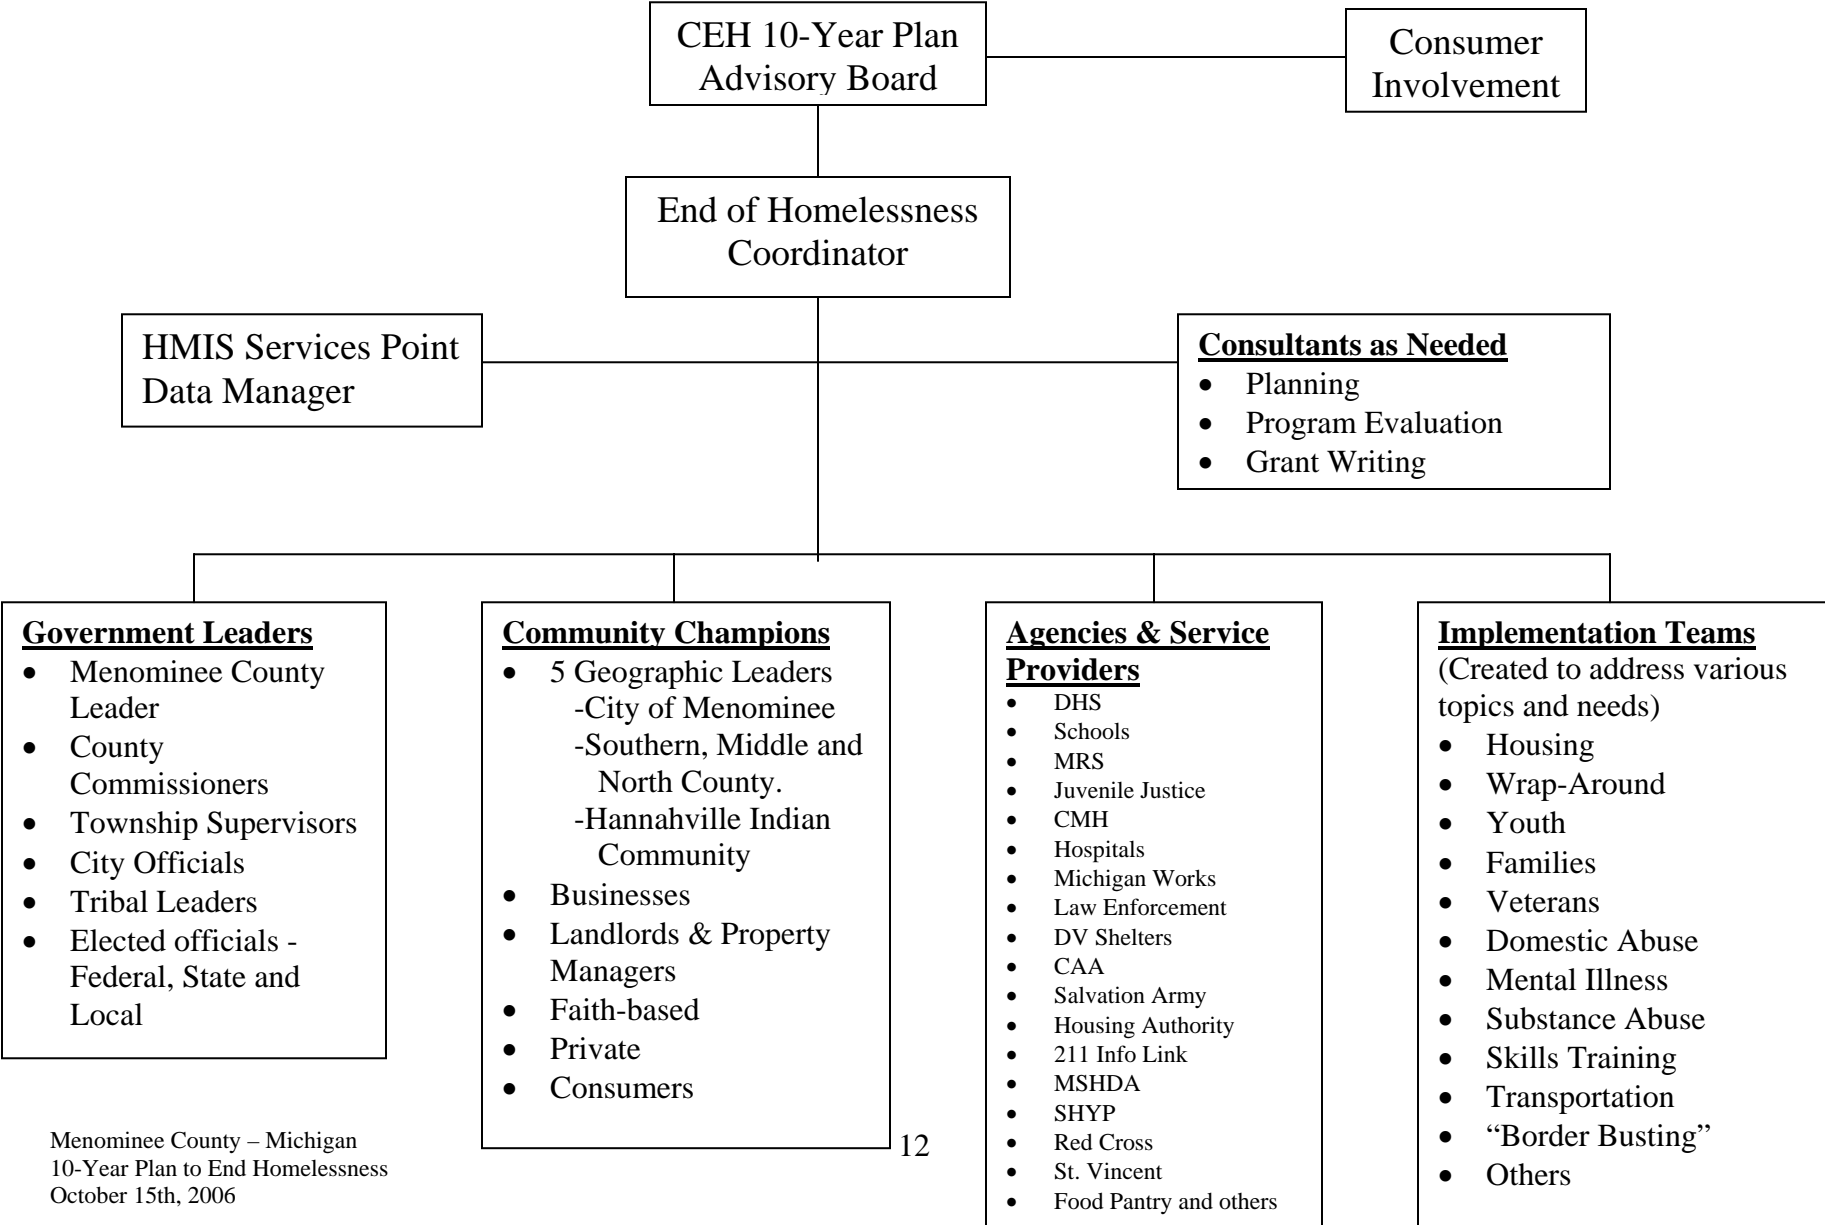 CEH 10-Year Plan
Advisory Board
Consumer
Involvement
End of Homelessness
Coordinator
HMIS Services Point
Data Manager
Consultants as Needed
• Planning
• Program Evaluation
• Grant Writing
Government Leaders
• Menominee County
Leader
• County
Commissioners
• Township Supervisors
• City Officials
• Tribal Leaders
• Elected officials -
Federal, State and
Local
Community Champions
• 5 Geographic Leaders
-City of Menominee
-Southern, Middle and
North County.
-Hannahville Indian
Community
• Businesses
• Landlords & Property
Managers
• Faith-based
• Private
• Consumers
Agencies & Service
Providers
• DHS
• Schools
• MRS
• Juvenile Justice
• CMH
• Hospitals
• Michigan Works
• Law Enforcement
• DV Shelters
• CAA
• Salvation Army
• Housing Authority
• 211 Info Link
• MSHDA
• SHYP
• Red Cross
• St. Vincent
• Food Pantry and others
Implementation Teams
(Created to address various
topics and needs)
• Housing
• Wrap-Around
• Youth
• Families
• Veterans
• Domestic Abuse
• Mental Illness
• Substance Abuse
• Skills Training
• Transportation
• “Border Busting”
• Others
Menominee County – Michigan
10-Year Plan to End Homelessness
October 15th, 2006
12